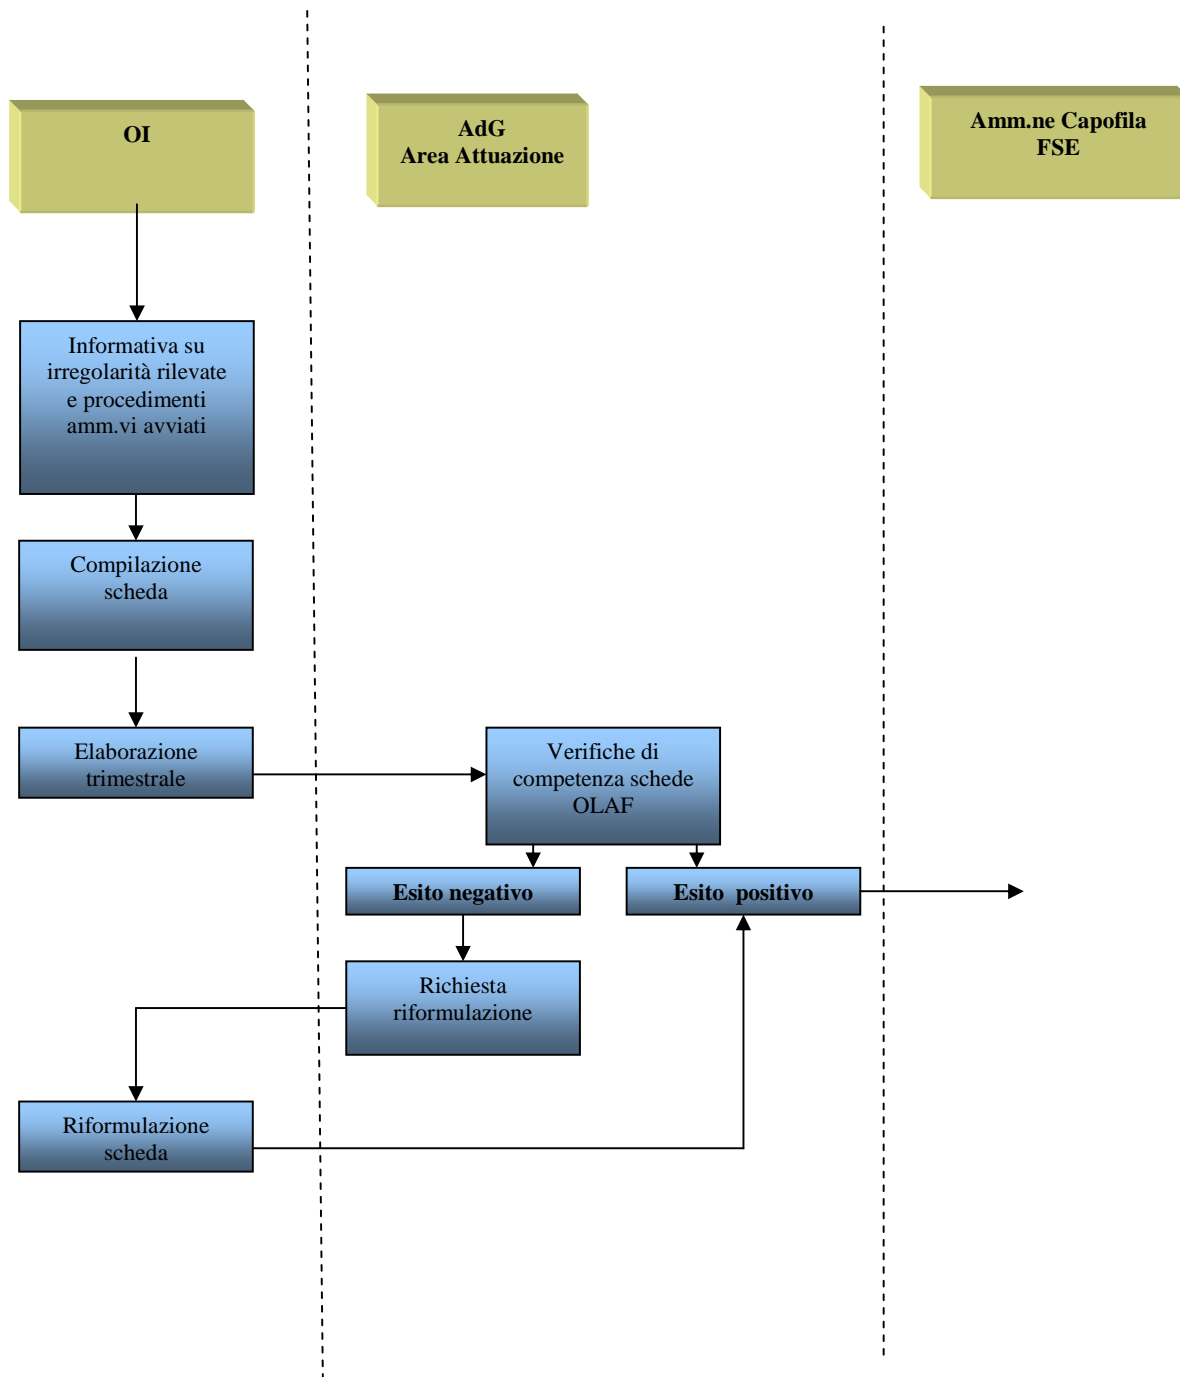 OI
AdG
Area Attuazione
Amm.ne Capofila
FSE
Informativa su
irregolarità rilevate
e procedimenti
amm.vi avviati
Compilazione
scheda
Elaborazione
trimestrale
Verifiche di
competenza schede
OLAF
Esito negativo
Esito  positivo
Richiesta
riformulazione
Riformulazione
scheda